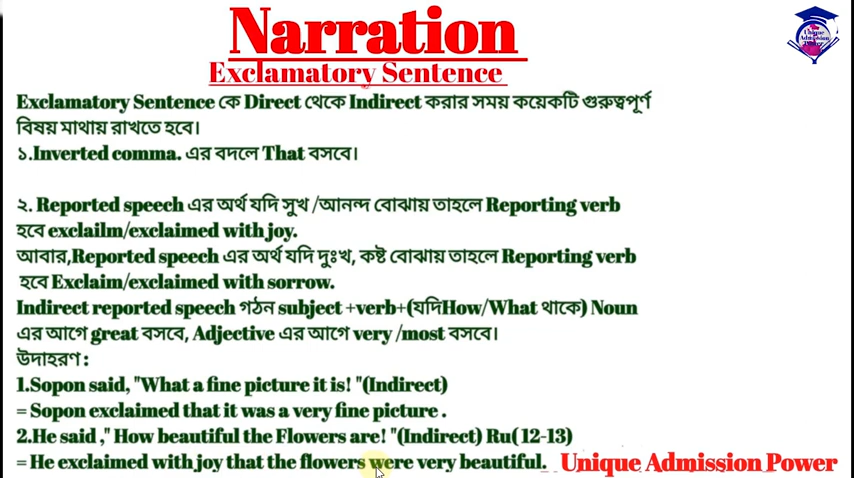 Narration
Exclamatory Sentence
Unique
Admission
Power
Exclamatory Sentence কে Direct থেকে Indirect করার সময় কয়েকটি গুরুত্বপূর্ণ
বিষয় মাথায় রাখতে হবে।
১.Inverted comma. এর বদলে That বসবে।
২. Reported speech এর অর্থ যদি সুখ /আনন্দ বোঝায় তাহলে Reporting verb
হবে exclailm/exclaimed with joy.
আবার,Reported speech এর অর্থ যদি দুঃখ, কষ্ট বোঝায় তাহলে Reporting verb
হবে Exclaim/exclaimed with sorrow.
Indirect reported speech গঠন subject +verb+(যদিHow/What থাকে) Noun
এর আগে great বসবে, Adjective এর আগে very /most বসবে।
উদাহরণ :
1.Sopon said, "What a fine picture it is! "(Indirect)
= Sopon exclaimed that it was a very fine picture .
2.He said ," How beautiful the Flowers are! "(Indirect) Ru( 12-13)
= He exclaimed with joy that the flowers were very beautiful.
Unique Admission Power